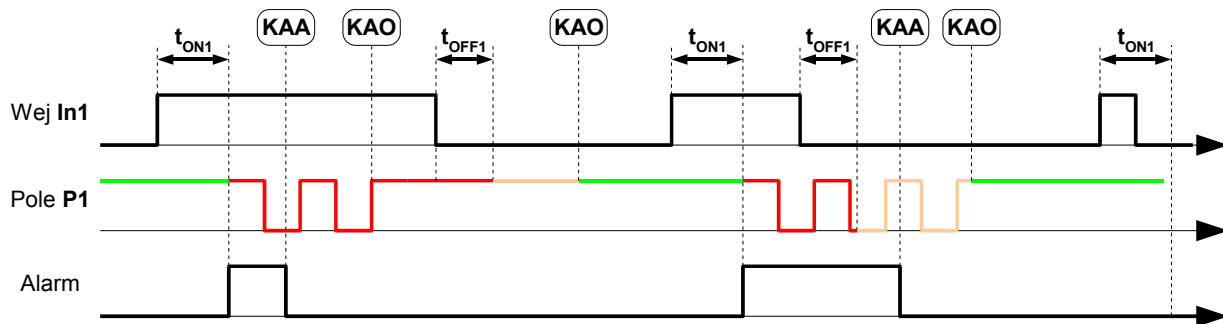 KAA KAO KAO KAA KAO
tON1 tOFF1 tON1 tOFF1 tON1
Wej In1
Pole P1
Alarm